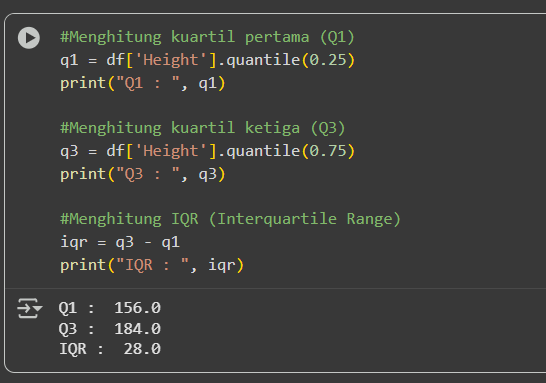 #Menghitung kuartil pertama (Q1)
q1 = df['Height'].quantile(0.25)
print("Q1 : ", q1)
#Menghitung kuartil ketiga (Q3)
q3 = df['Height'].quantile(0.75)
print("Q3 : ", q3)
#Menghitung IQR (Interquartile Range)
iqr = q3 - q1
print("IQR : ", iqr)
Q1 :  156.0
Q3 :  184.0
IQR :  28.0